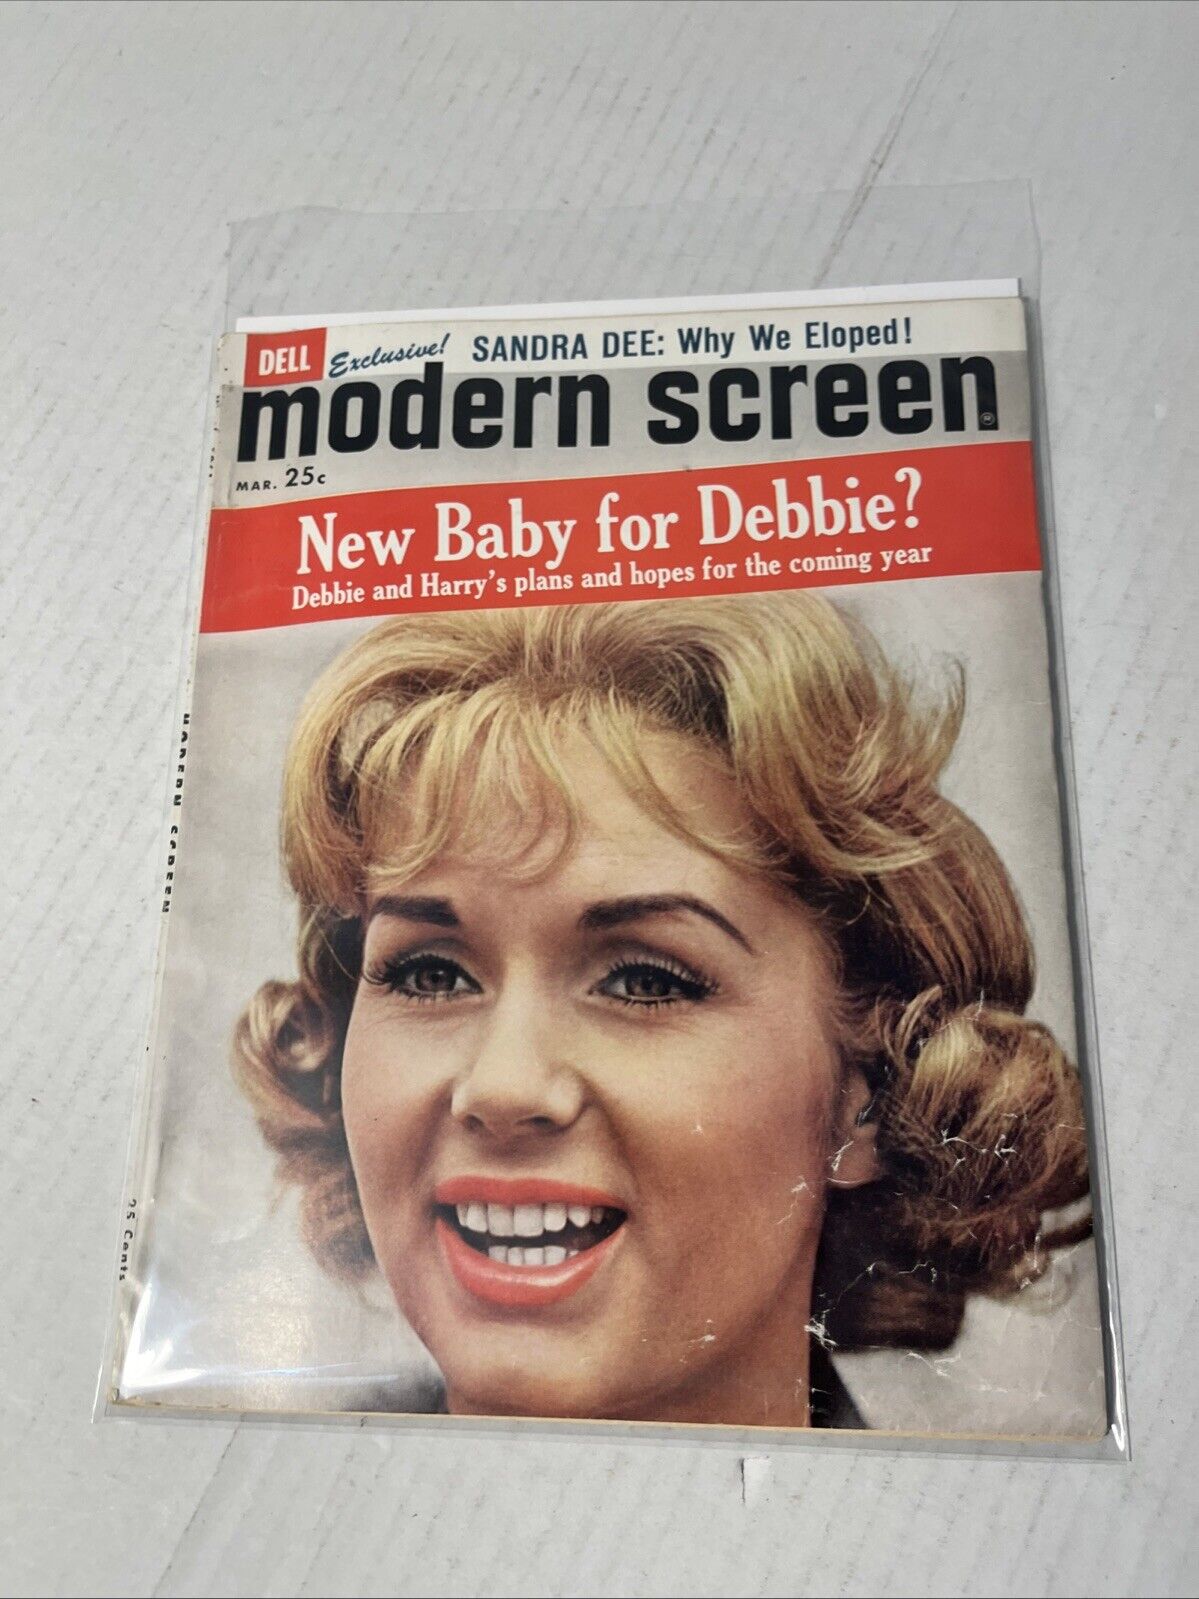 DELL Exclusive! SANDRA DEE: Why We Eloped!
modern screen®
MAR. 25c
New Baby for Debbie?
Debbie and Harry's plans and hopes for the coming year
MODERN SCREEN
25 Cents